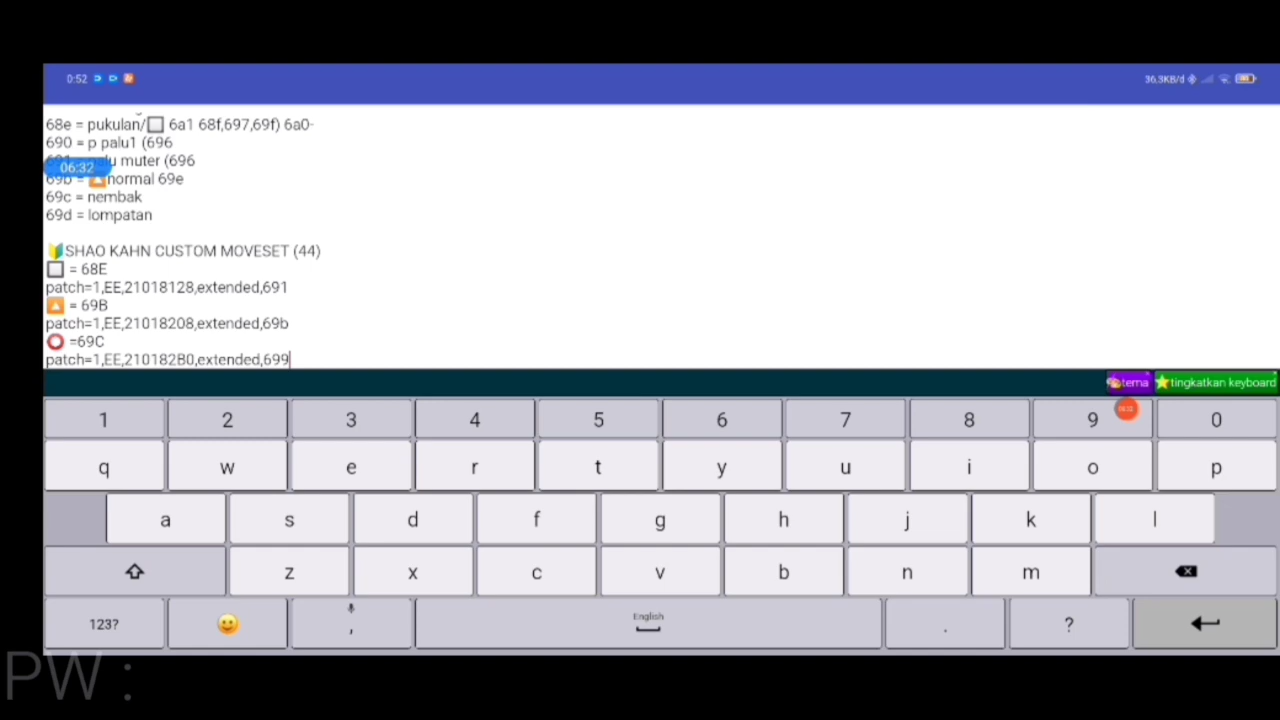 0:52
36,3KB/d
68e = pukulan/🔲 6a1 68f,697,69f) 6a0-
690 = p palu1 (696
palu muter (696
06:32
69b = 🔼normal 69e
69c = nembak
69d = lompatan
🔰SHAO KAHN CUSTOM MOVESET (44)
🔲 = 68E
patch=1,EE,21018128,extended,691
🔼 = 69B
patch=1,EE,21018208,extended,69b
⭕ =69C
patch=1,EE,210182B0,extended,699
tema
⭐tingkatkan keyboard
1 2 3 4 5 6 7 8 9 0
q w e r t y u i o p
a s d f g h j k l
z x c v b n m
English
123? , . ?
PW :